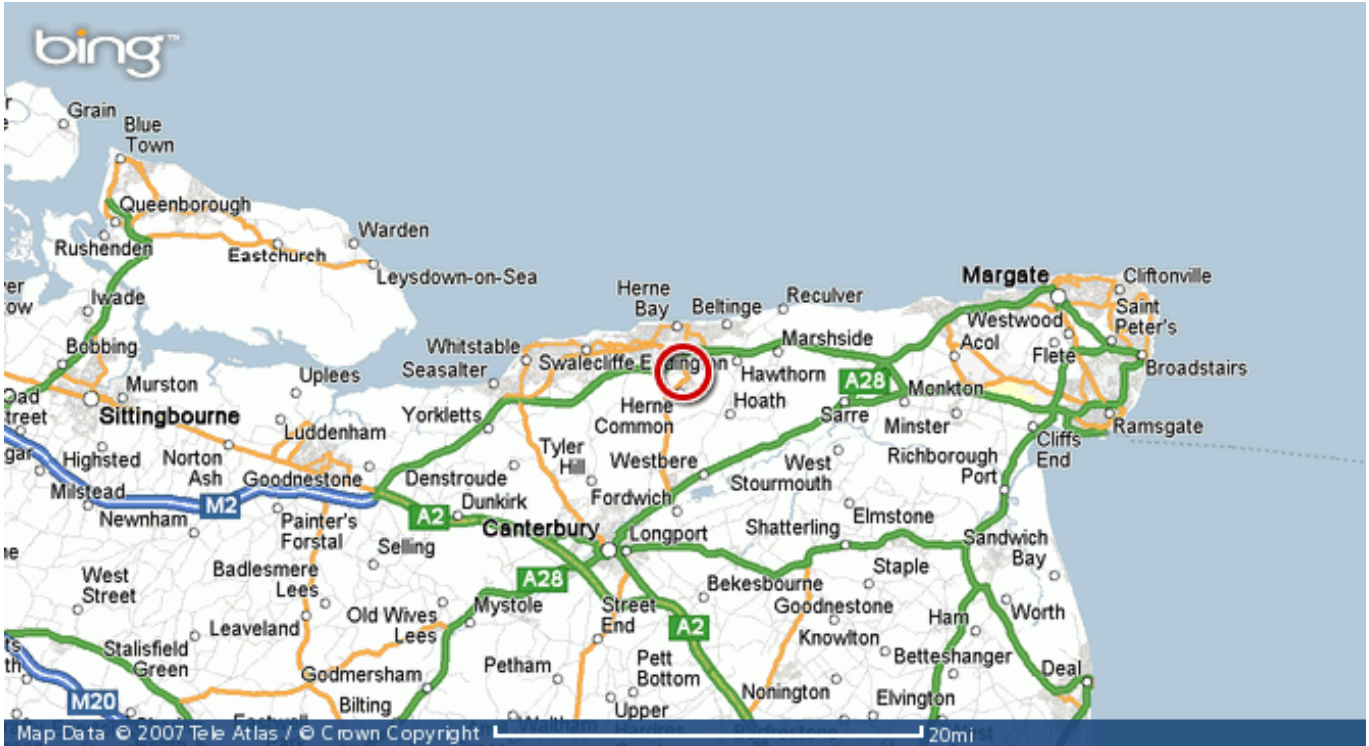 bing™
Grain
Blue
Town
Queenborough
Rushenden
Eastchurch
Warden
Leysdown-on-Sea
Iwade
Bobbing
Murston
Sittingbourne
Uplees
Luddenham
Highsted
Norton
Ash
Goodnestone
Milstead
M2
Newnham
Painter's
Forstal
Selling
Whitstable
Seasalter
Yorkletts
Swalecliffe
Herne
Bay
Beltinge
Reculver
Marshside
Hawthorn
Hoath
Herne
Common
Margate
Cliftonville
Westwood
Saint
Peter's
Acol
Flete
Broadstairs
A28
Monkton
Sarre
Minster
Ramsgate
Cliffs
End
Richborough
Port
Tyler
Hill
Westbere
West
Stourmouth
Denstroude
Dunkirk
A2
Fordwich
Canterbury
Longport
Shatterling
Elmstone
Sandwich
Bay
Staple
Bekesbourne
Goodnestone
Worth
Ham
Knowlton
Betteshanger
Deal
West
Street
Badlesmere
Lees
Leaveland
Old Wives
Lees
A28
Mystole
Street
End
A2
Stalisfield
Green
Godmersham
Petham
Pett
Bottom
Nonington
Elvington
Bilting
Upper
M20
Map Data © 2007 Tele Atlas / © Crown Copyright
20mi